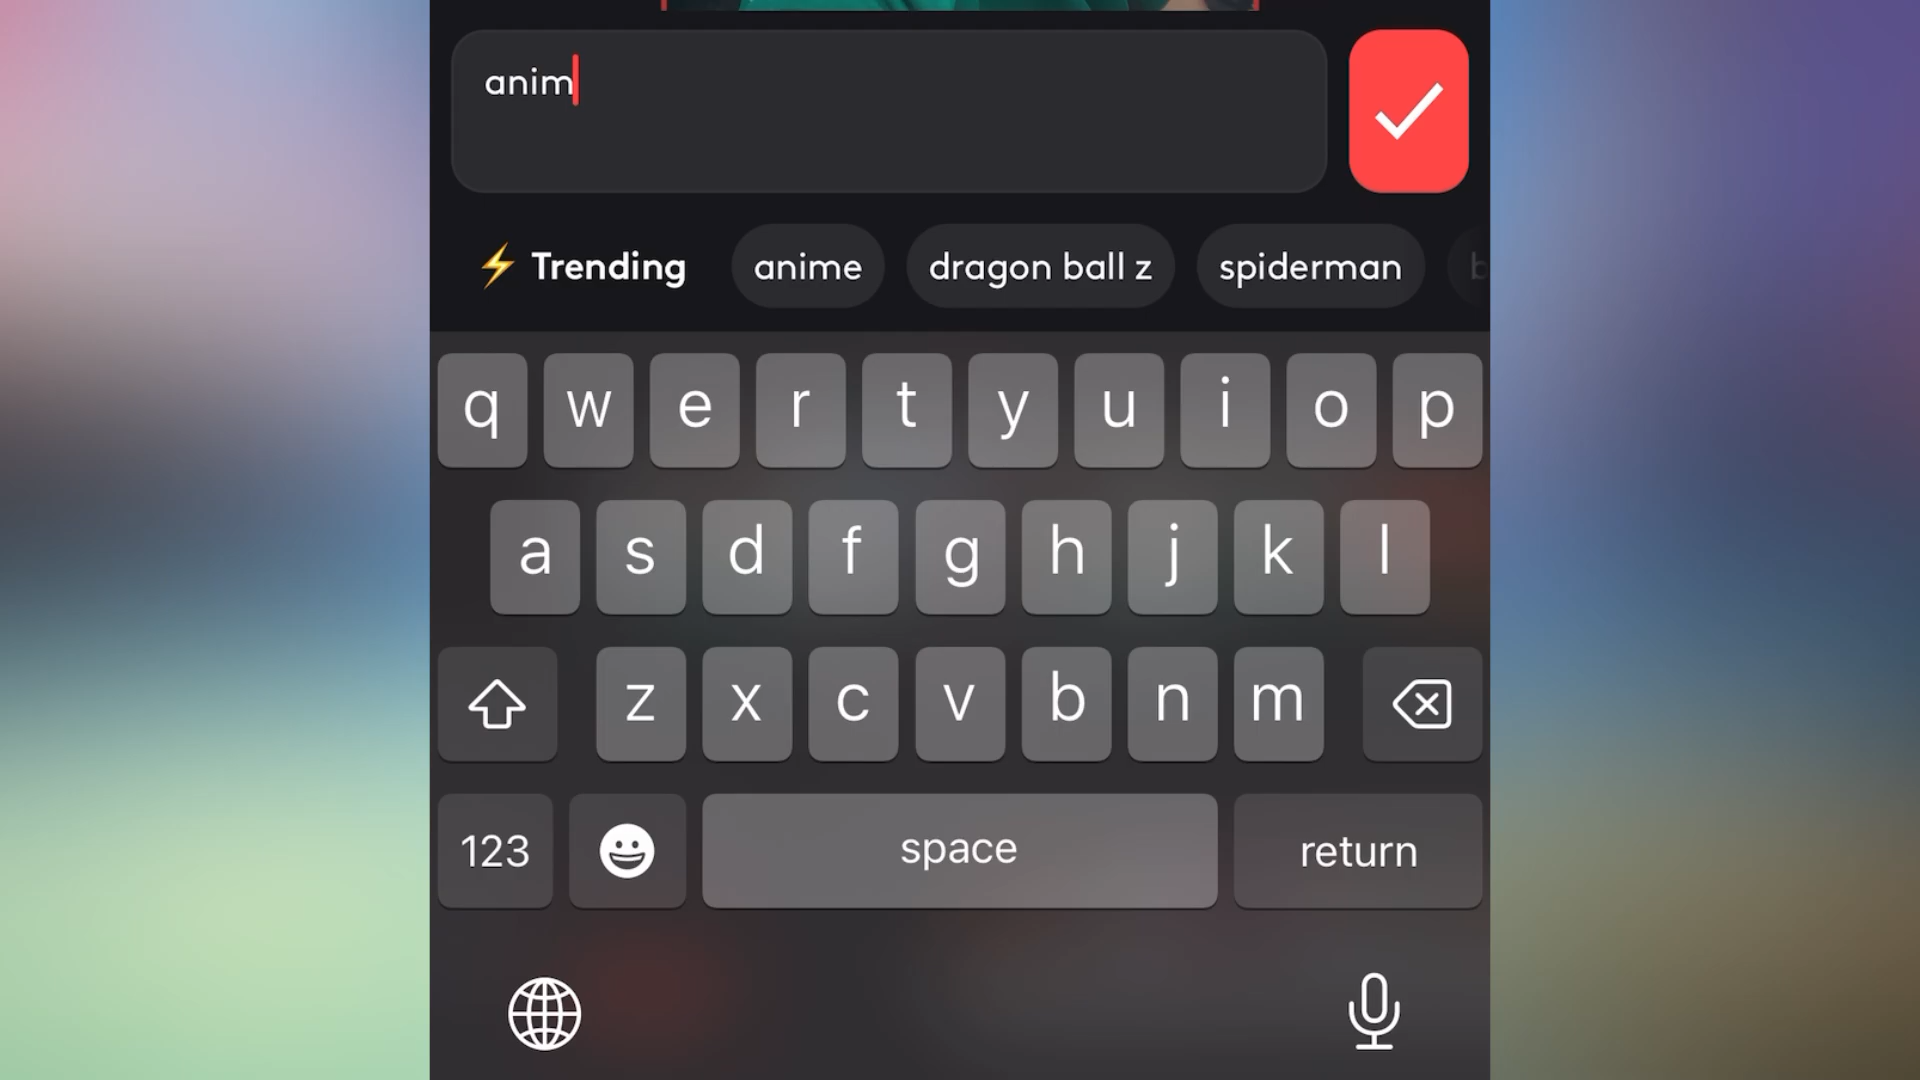 anim
⚡ Trending anime dragon ball z spiderman
q w e r t y u i o p
a s d f g h j k l
z x c v b n m
123 space return